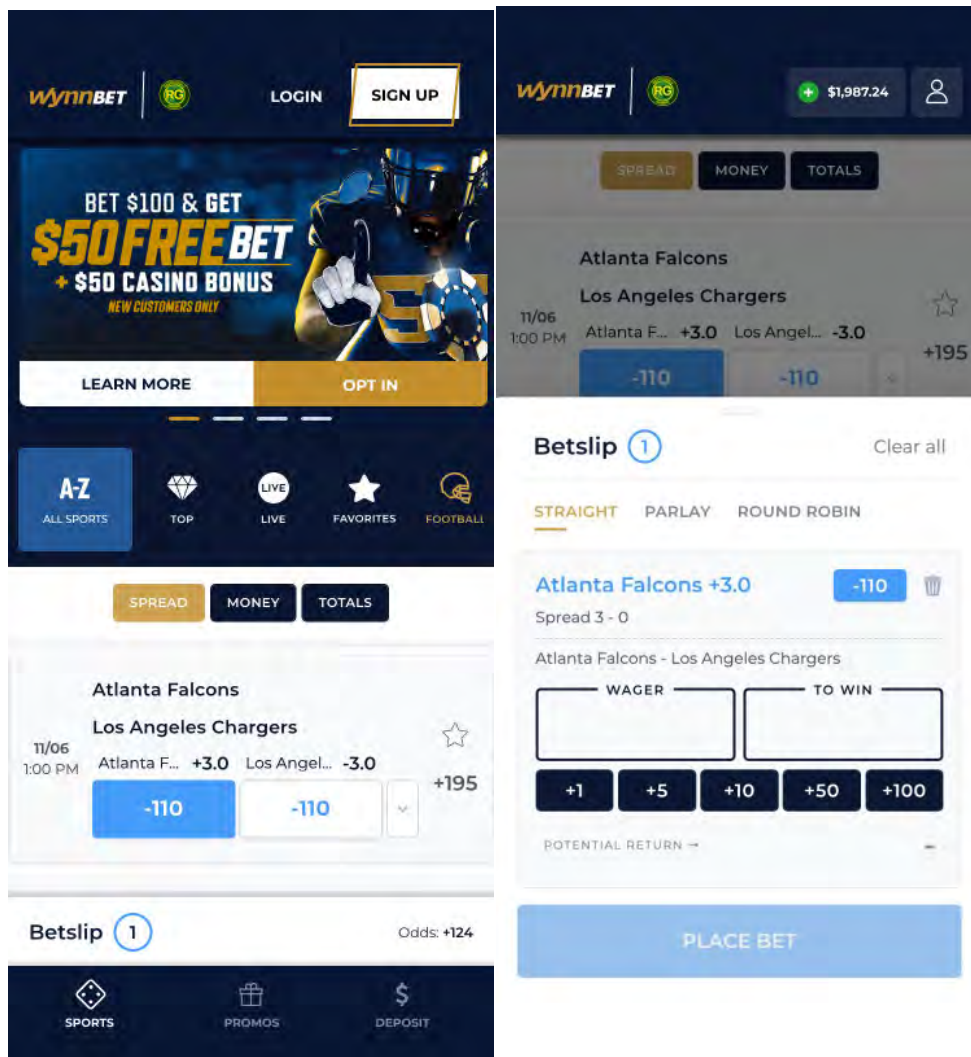 WYNNBET
RG
LOGIN
SIGN UP
BET $100 & GET
$50 FREE BET
+ $50 CASINO BONUS
NEW CUSTOMERS ONLY
LEARN MORE
OPT IN
A-Z
ALL SPORTS
TOP
LIVE
LIVE
FAVORITES
FOOTBALL
SPREAD
MONEY
TOTALS
Atlanta Falcons
Los Angeles Chargers
11/06
1:00 PM
Atlanta F... +3.0 Los Angel... -3.0
-110
-110
+195
Betslip 1
Odds: +124
SPORTS
PROMOS
$
DEPOSIT
WYNNBET
RG
+ $1,987.24
SPREAD
MONEY
TOTALS
Atlanta Falcons
Los Angeles Chargers
11/06
1:00 PM
Atlanta F... +3.0 Los Angel... -3.0
-110
-110
+195
Betslip 1
Clear all
STRAIGHT PARLAY ROUND ROBIN
Atlanta Falcons +3.0
-110
Spread 3 - 0
Atlanta Falcons - Los Angeles Chargers
WAGER
TO WIN
+1
+5
+10
+50
+100
POTENTIAL RETURN →
-
PLACE BET